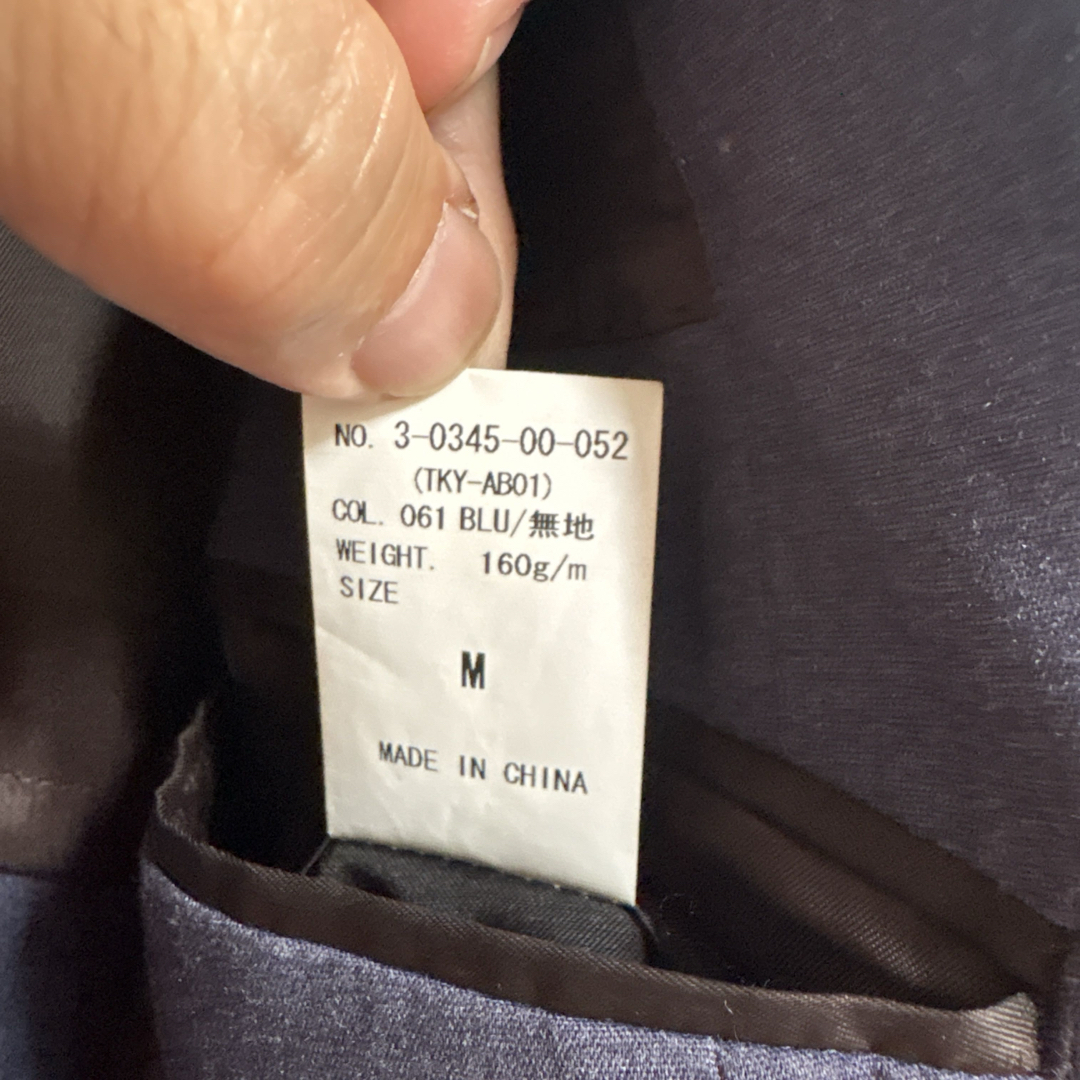 NO. 3-0345-00-052
(TKY-AB01)
COL. 061 BLU/無地
WEIGHT. 160g/m
SIZE
M
MADE IN CHINA